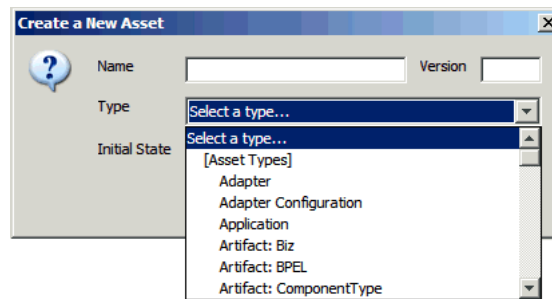 Create a New Asset
Name Version
Type Select a type...
Initial State Select a type...
[Asset Types]
Adapter
Adapter Configuration
Application
Artifact: Biz
Artifact: BPEL
Artifact: ComponentType